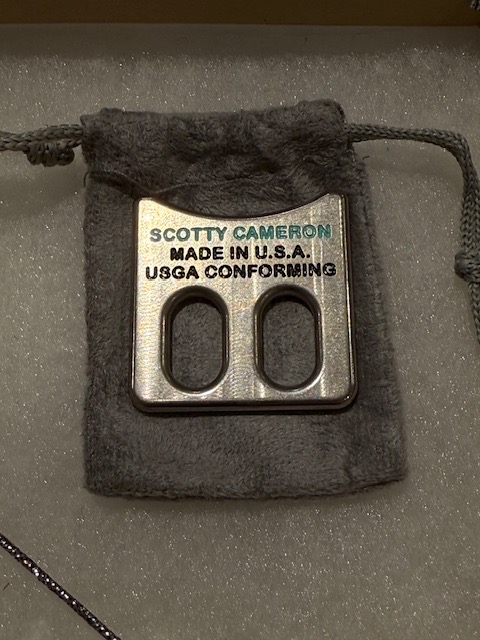 SCOTTY CAMERON
MADE IN U.S.A.
USGA CONFORMING